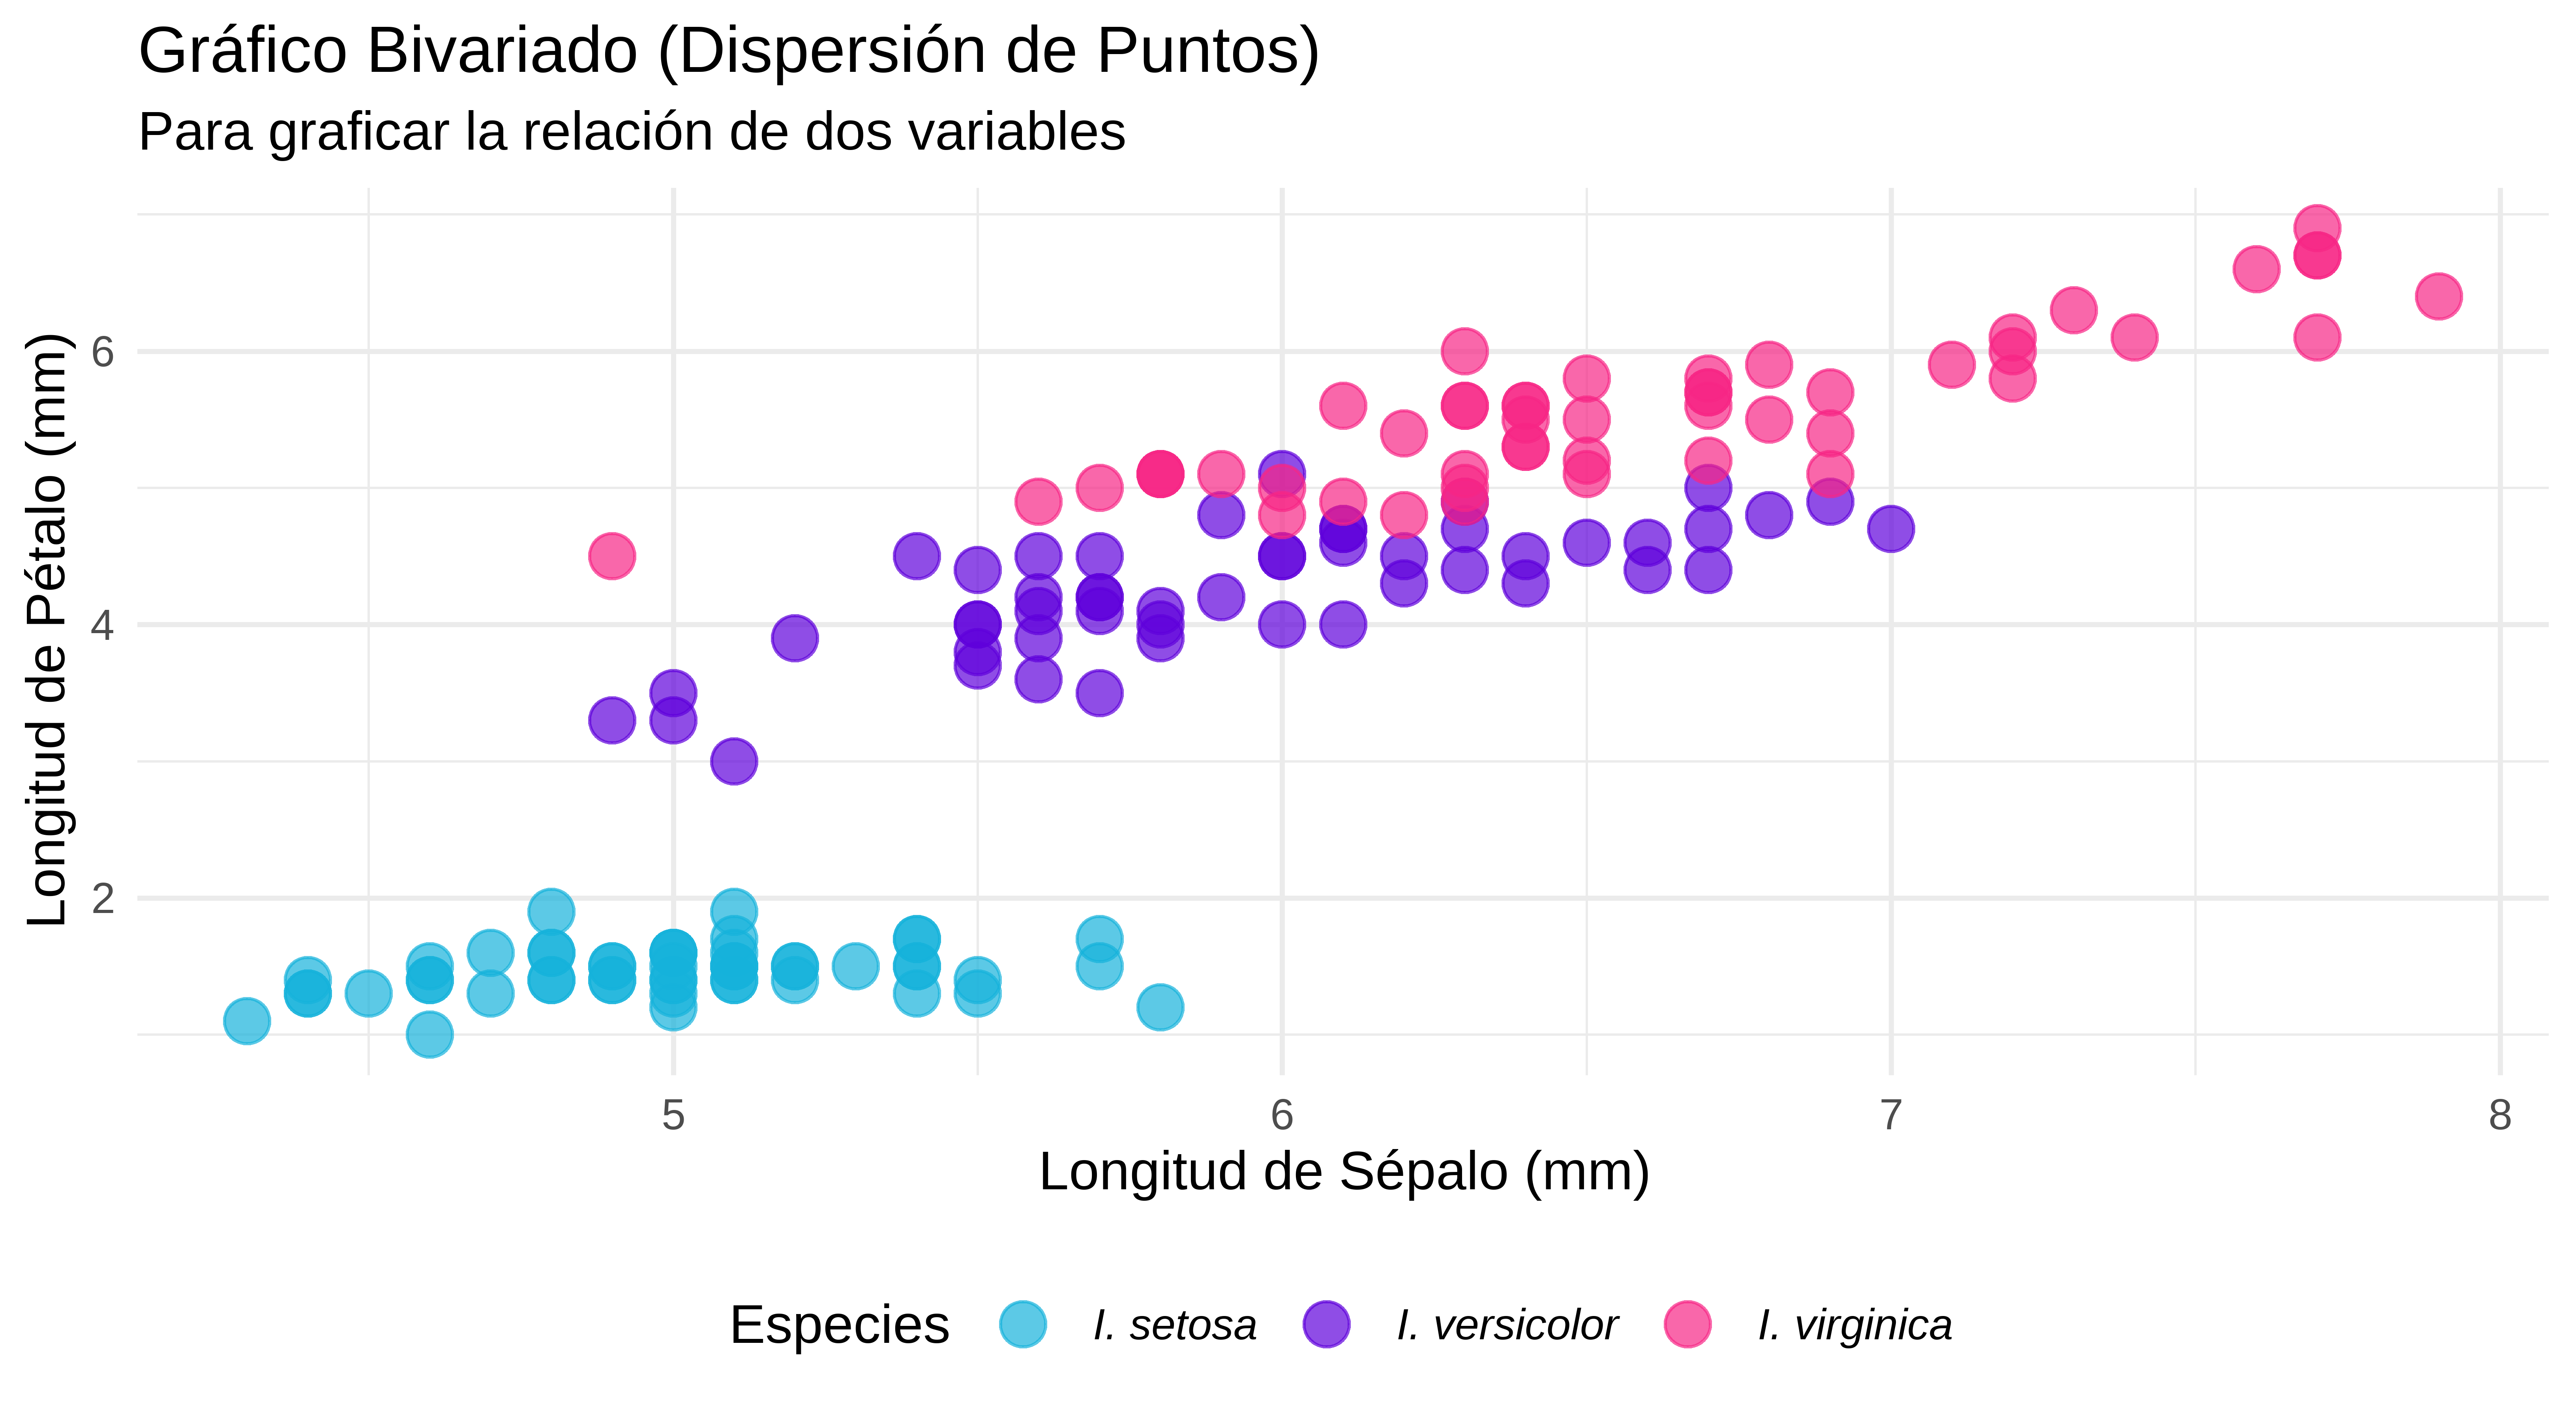 Gráfico Bivariado (Dispersión de Puntos)
Para graficar la relación de dos variables
Longitud de Pétalo (mm)
6
4
2
5 6 7 8
Longitud de Sépalo (mm)
Especies I. setosa I. versicolor I. virginica